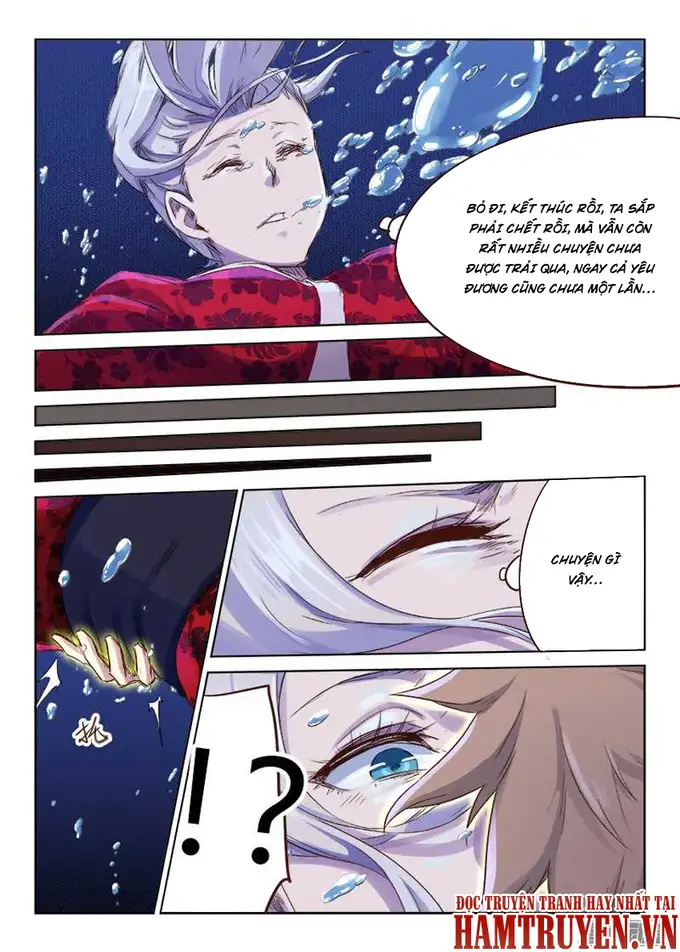 BỎ ĐI, KẾT THÚC RỒI, TA SẮP
PHẢI CHẾT RỒI, MÀ VẪN CÒN
RẤT NHIỀU CHUYỆN CHƯA
ĐƯỢC TRẢI QUA, NGAY CẢ YÊU
ĐƯƠNG CŨNG CHƯA MỘT LẦN...
CHUYỆN GÌ
VẬY...
托
!?
ĐỌC TRUYỆN TRANH HAY NHẤT TẠI
HAMTRUYEN.VN